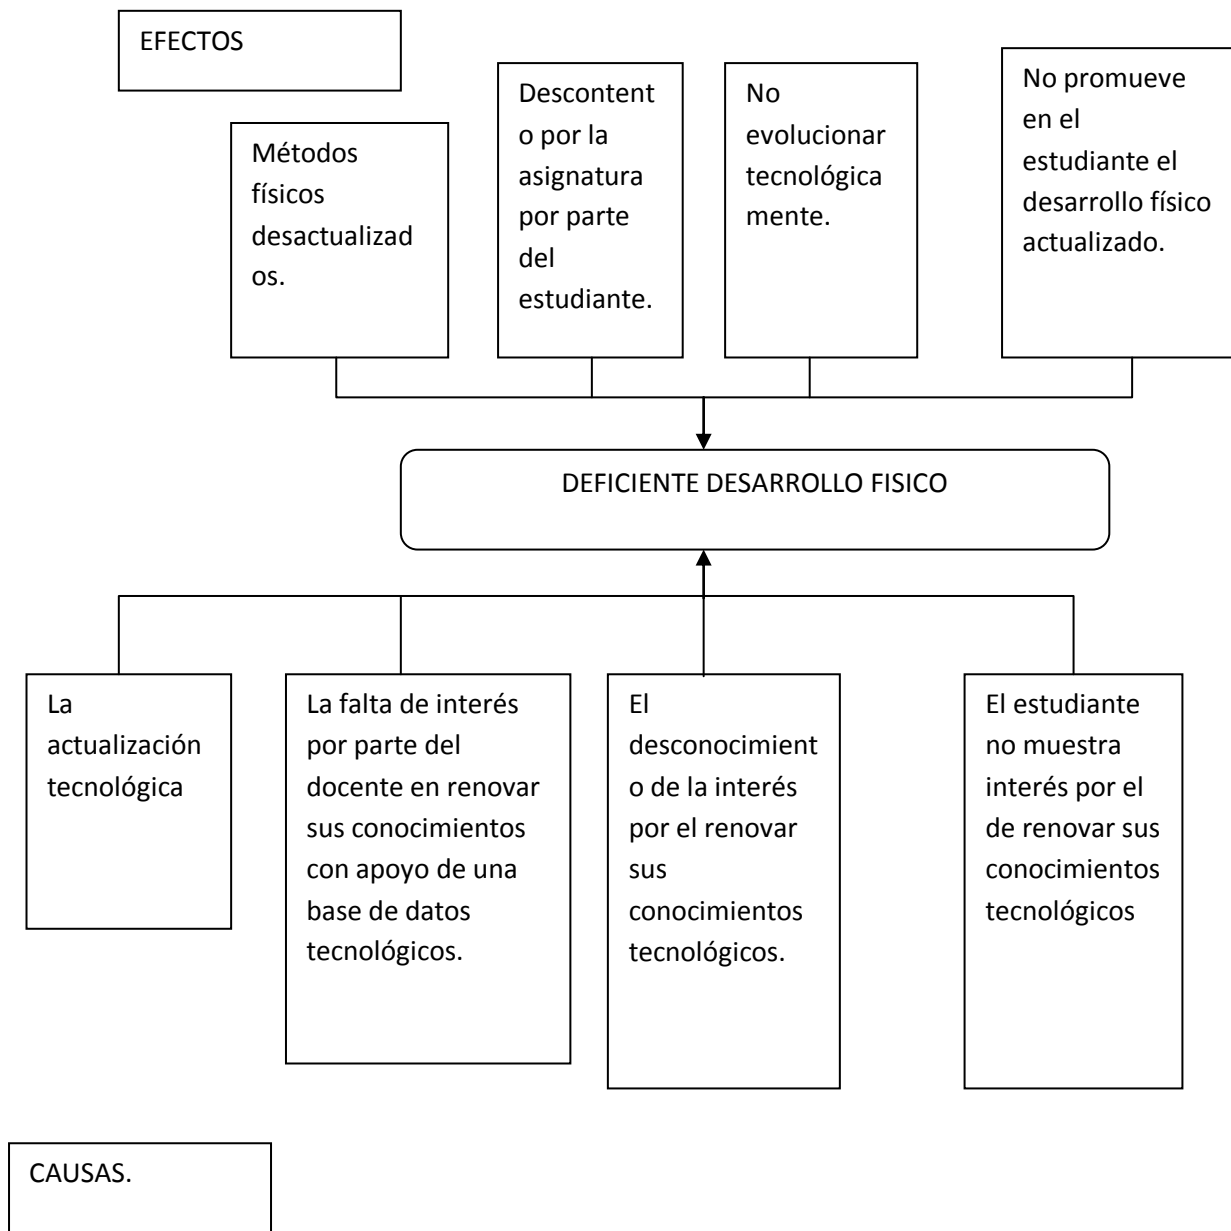 EFECTOS
Métodos
físicos
desactualizad
os.
Descontent
o por la
asignatura
por parte
del
estudiante.
No
evolucionar
tecnológica
mente.
No promueve
en el
estudiante el
desarrollo físico
actualizado.
DEFICIENTE DESARROLLO FISICO
La
actualización
tecnológica
La falta de interés
por parte del
docente en renovar
sus conocimientos
con apoyo de una
base de datos
tecnológicos.
El
desconocimient
o de la interés
por el renovar
sus
conocimientos
tecnológicos.
El estudiante
no muestra
interés por el
de renovar sus
conocimientos
tecnológicos
CAUSAS.